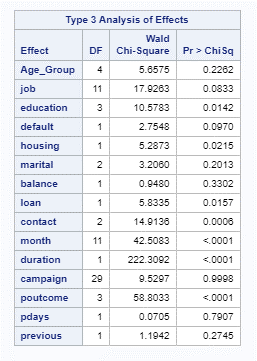 Type 3 Analysis of Effects
Effect DF Wald Chi-Square Pr > ChiSq
Age_Group 4 5.6575 0.2262
job 11 17.9263 0.0833
education 3 10.5783 0.0142
default 1 2.7548 0.0970
housing 1 5.2873 0.0215
marital 2 3.2060 0.2013
balance 1 0.9480 0.3302
loan 1 5.8335 0.0157
contact 2 14.9136 0.0006
month 11 42.5083 <.0001
duration 1 222.3092 <.0001
campaign 29 9.5297 0.9998
poutcome 3 58.8033 <.0001
pdays 1 0.0705 0.7907
previous 1 1.1942 0.2745